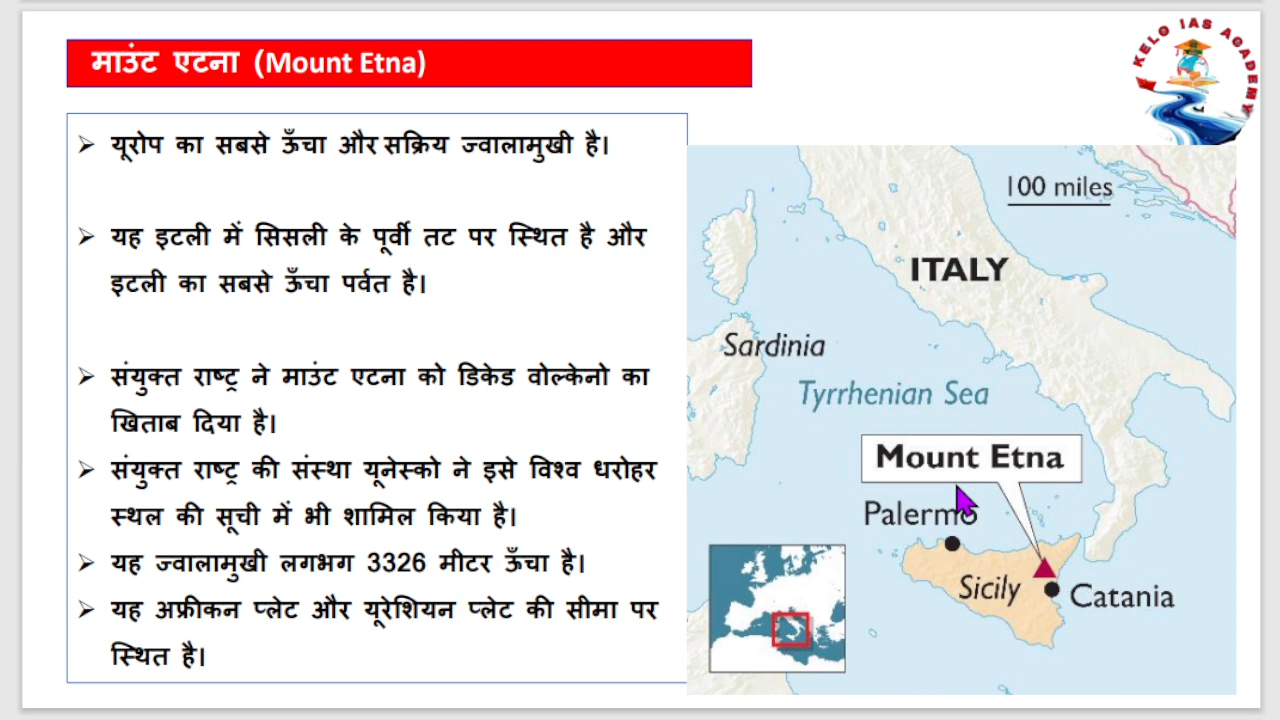 माउंट एटना (Mount Etna)
KELO IAS ACADEMY
➢ यूरोप का सबसे ऊँचा और सक्रिय ज्वालामुखी है।
➢ यह इटली में सिसली के पूर्वी तट पर स्थित है और
इटली का सबसे ऊँचा पर्वत है।
➢ संयुक्त राष्ट्र ने माउंट एटना को डिकेड वोल्केनो का
खिताब दिया है।
➢ संयुक्त राष्ट्र की संस्था यूनेस्को ने इसे विश्व धरोहर
स्थल की सूची में भी शामिल किया है।
➢ यह ज्वालामुखी लगभग 3326 मीटर ऊँचा है।
➢ यह अफ्रीकन प्लेट और यूरेशियन प्लेट की सीमा पर
स्थित है।
100 miles
ITALY
Sardinia
Tyrrhenian Sea
Mount Etna
Palermo
Sicily
Catania